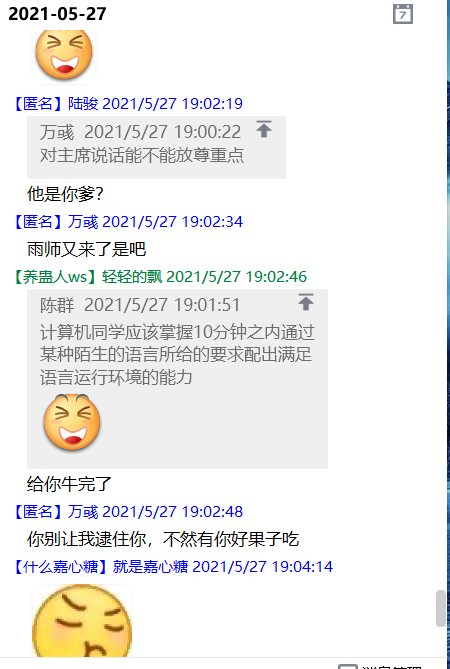 2021-05-27
7
【匿名】陆骏 2021/5/27 19:02:19
万彧 2021/5/27 19:00:22
对主席说话能不能放尊重点
他是你爹？
【匿名】万彧 2021/5/27 19:02:34
雨师又来了是吧
【养蛊人ws】轻轻的飘 2021/5/27 19:02:46
陈群 2021/5/27 19:01:51
计算机同学应该掌握10分钟之内通过
某种陌生的语言所给的要求配出满足
语言运行环境的能力
给你牛完了
【匿名】万彧 2021/5/27 19:02:48
你别让我逮住你，不然有你好果子吃
【什么嘉心糖】就是嘉心糖 2021/5/27 19:04:14